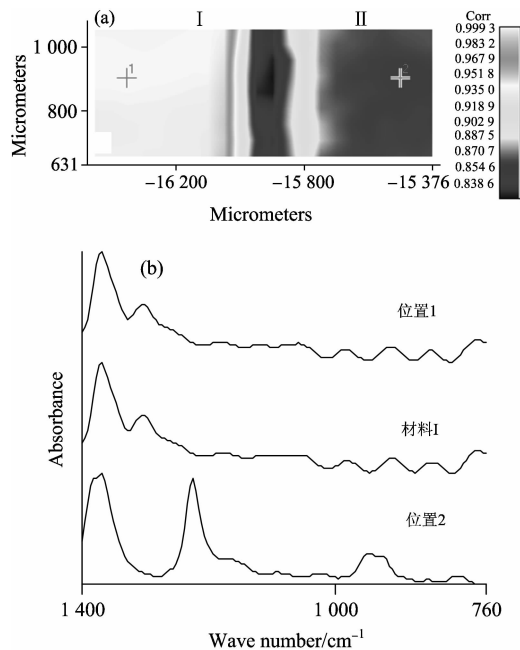 (a)
I
II
Corr
0.999 3
0.983 2
0.967 9
0.951 8
0.935 0
0.918 9
0.902 9
0.887 5
0.870 7
0.854 6
0.838 6
1 000
800
631
Micrometers
1
2
−16 200
−15 800
−15 376
Micrometers
(b)
位置1
材料I
位置2
Absorbance
1 400
1 000
760
Wave number/cm⁻¹